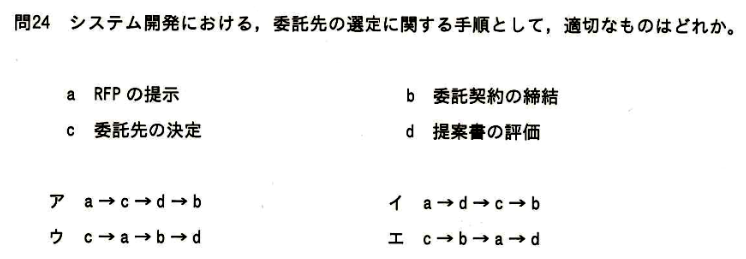 問24 システム開発における，委託先の選定に関する手順として，適切なものはどれか。
a RFP の提示 b 委託契約の締結
c 委託先の決定 d 提案書の評価
ア a→c→d→b イ a→d→c→b
ウ c→a→b→d エ c→b→a→d